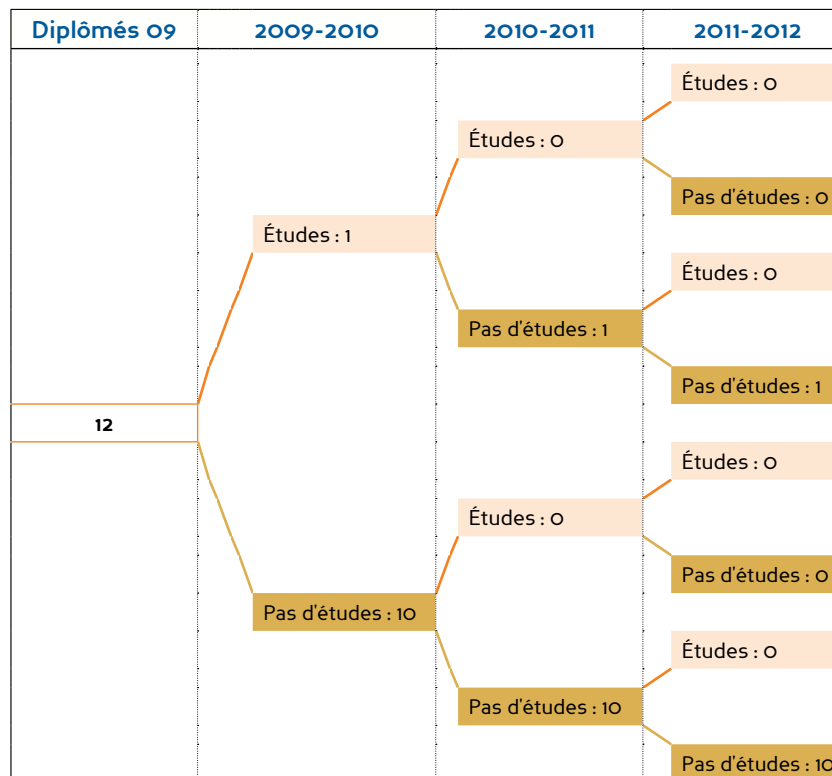 Diplômés 09 2009-2010 2010-2011 2011-2012
Études : 0
Études : 0
Pas d'études : 0
Études : 1
Études : 0
Pas d'études : 1
Pas d'études : 1
12
Études : 0
Études : 0
Pas d'études : 0
Pas d'études : 10
Études : 0
Pas d'études : 10
Pas d'études : 10